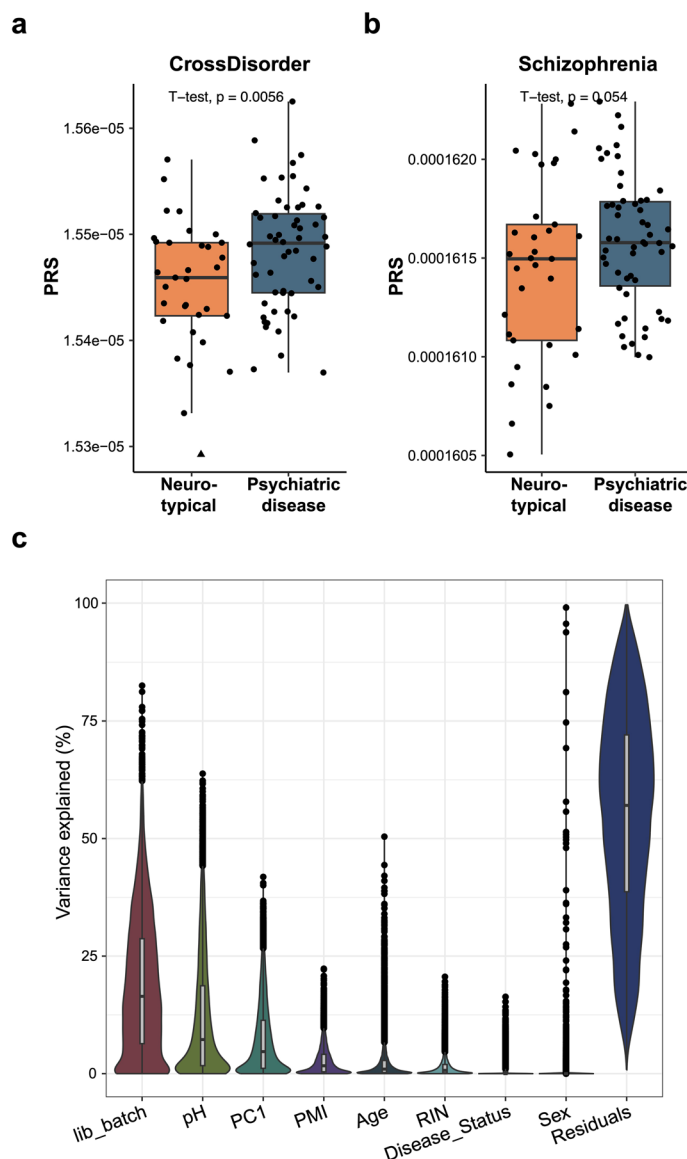 a
CrossDisorder
T-test, p = 0.0056
1.56e-05
1.55e-05
1.54e-05
1.53e-05
PRS
Neuro-
typical
Psychiatric
disease
b
Schizophrenia
T-test, p = 0.054
0.0001620
0.0001615
0.0001610
0.0001605
PRS
Neuro-
typical
Psychiatric
disease
c
100
75
50
25
0
Variance explained (%)
lib_batch
pH
PC1
PMI
Age
RIN
Disease_Status
Sex
Residuals